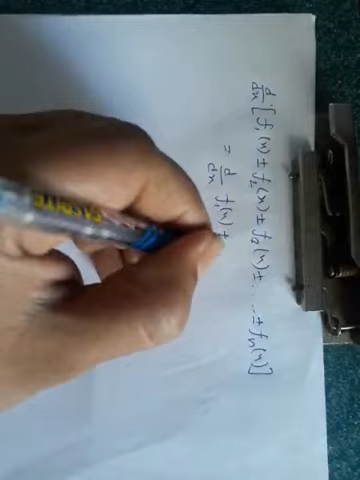 d/dx [f₁(x) ± f₂(x) ± f₃(x) ± .... ± fₙ(x)]
= d/dx f₁(x) ±